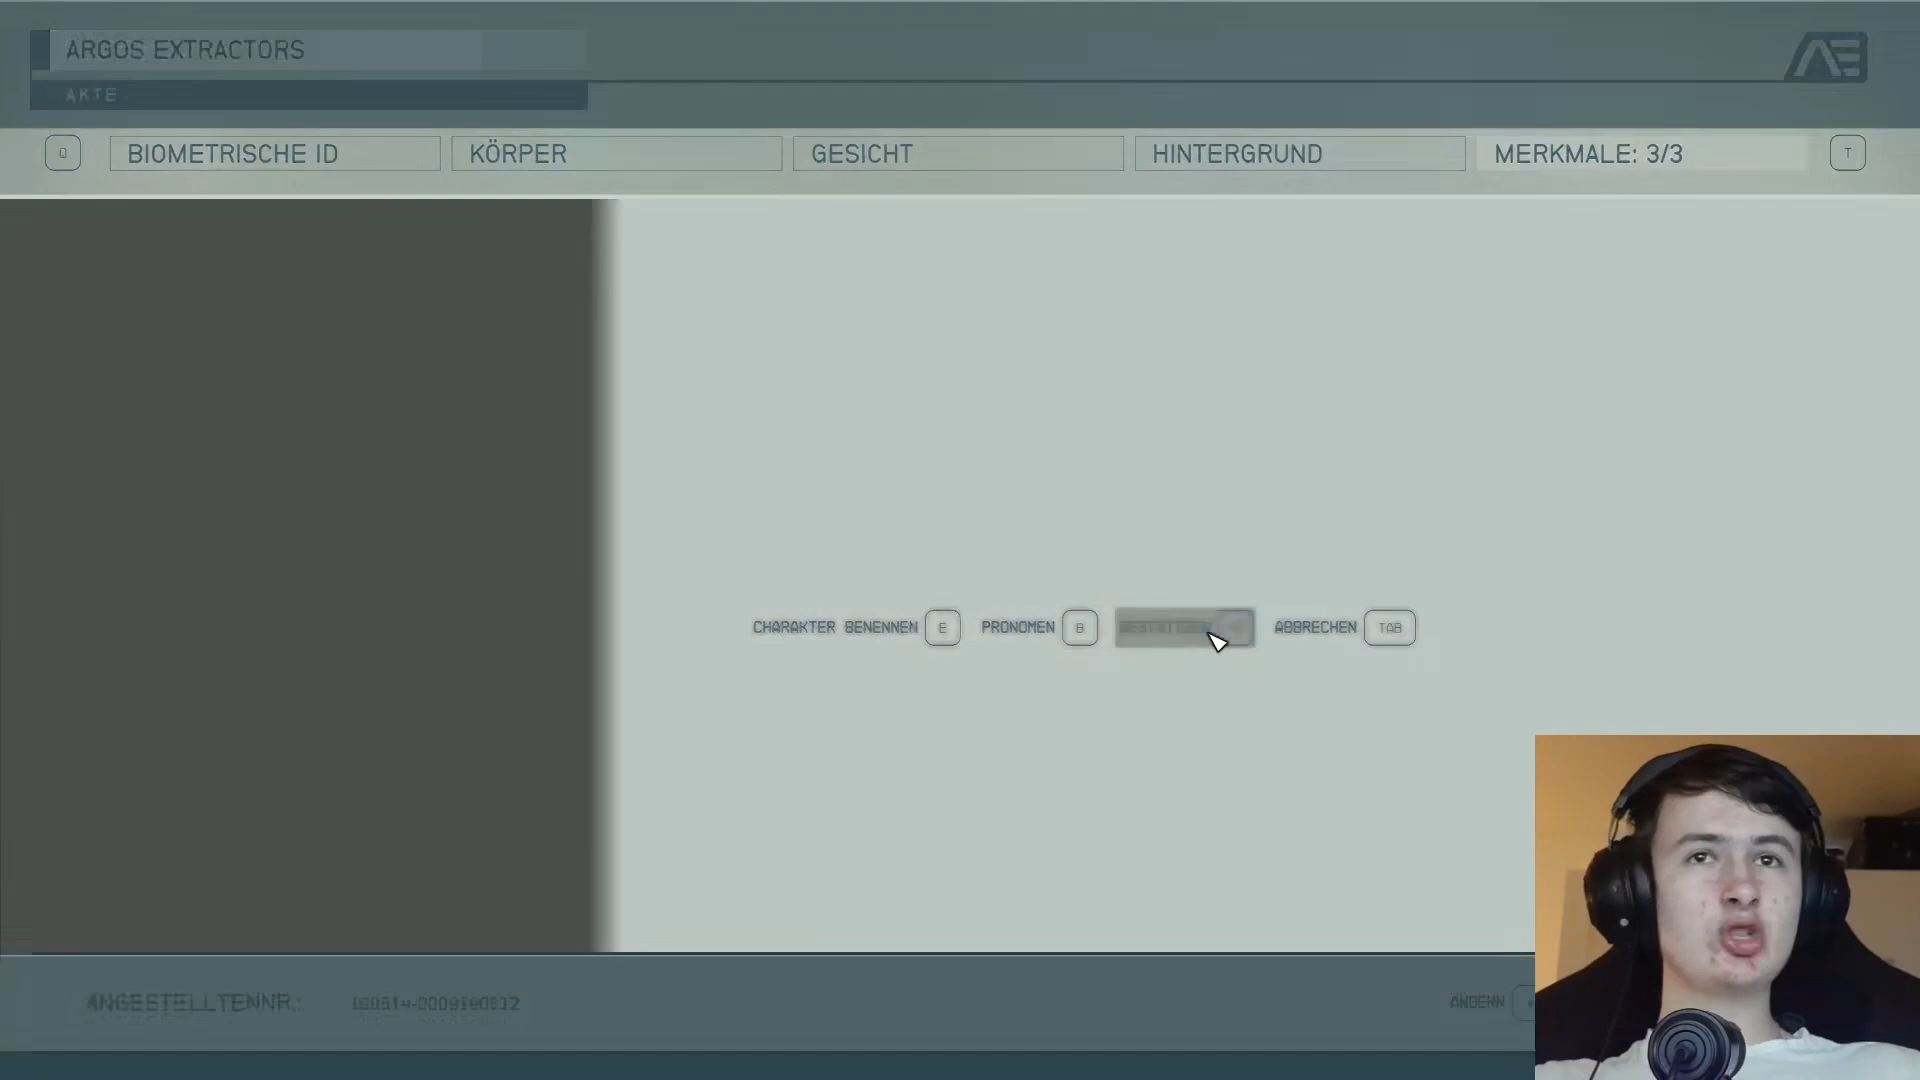 ARGOS EXTRACTORS
AKTE
Q BIOMETRISCHE ID KÖRPER GESICHT HINTERGRUND MERKMALE: 3/3 T
CHARAKTER BENENNEN E PRONOMEN B ABBRECHEN TAB
ANGESTELLTENNR.: